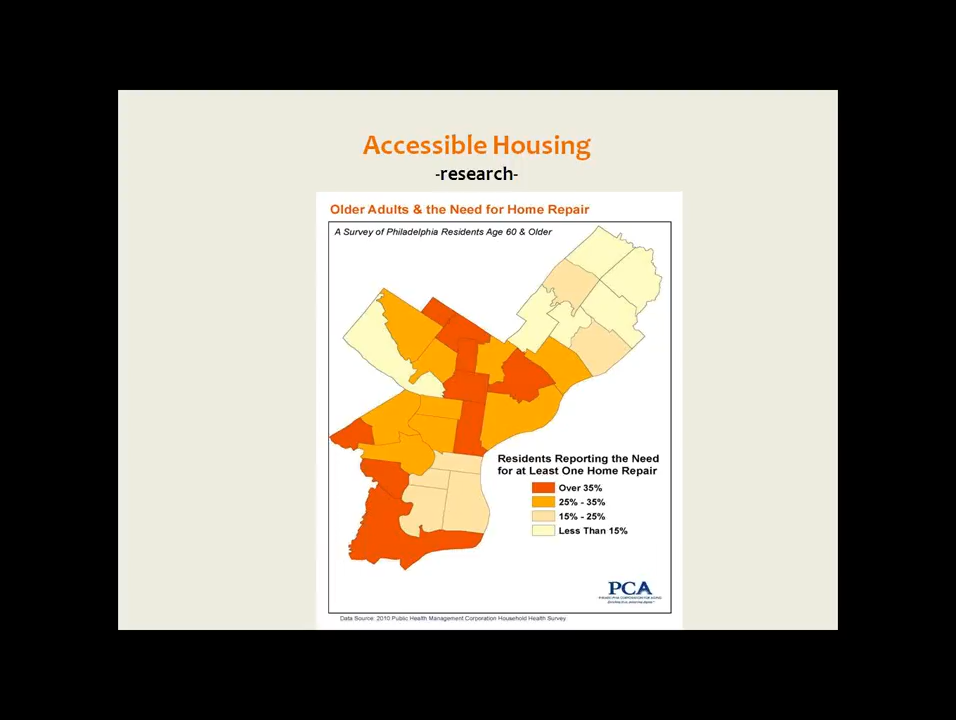 Accessible Housing
-research-
Older Adults & the Need for Home Repair
A Survey of Philadelphia Residents Age 60 & Older
Residents Reporting the Need
for at Least One Home Repair
Over 35%
25% - 35%
15% - 25%
Less Than 15%
PCA
Data Source: 2010 Public Health Management Corporation Household Health Survey